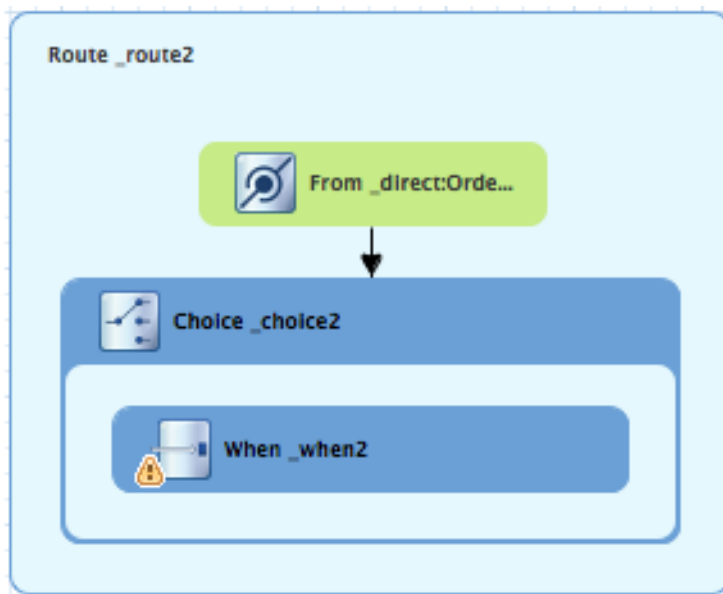 Route _route2
From _direct:Orde...
Choice _choice2
When _when2